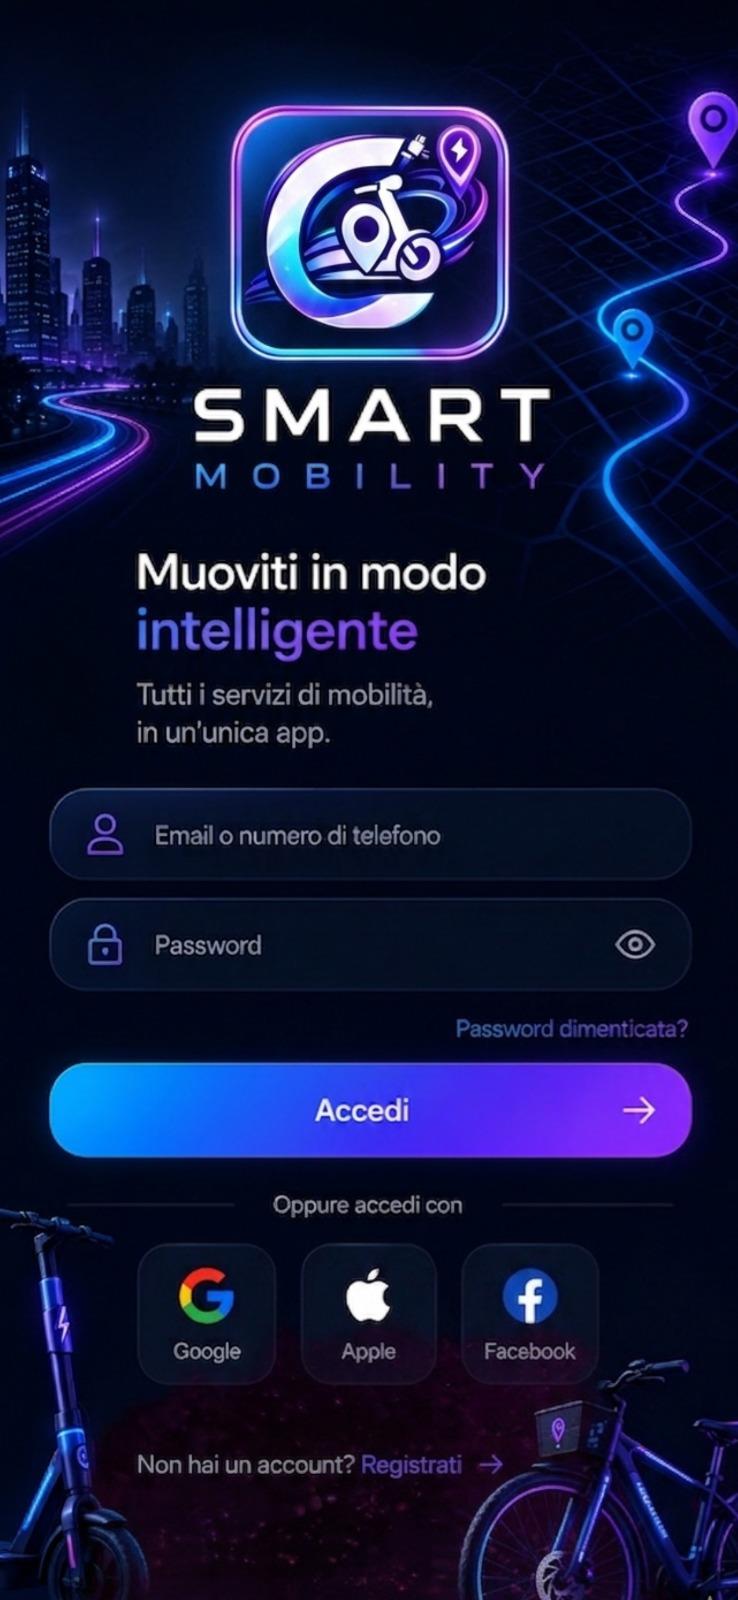 SMART
MOBILITY
Muoviti in modo
intelligente
Tutti i servizi di mobilità,
in un'unica app.
Email o numero di telefono
Password
Password dimenticata?
Accedi
Oppure accedi con
Google
Apple
Facebook
Non hai un account? Registrati